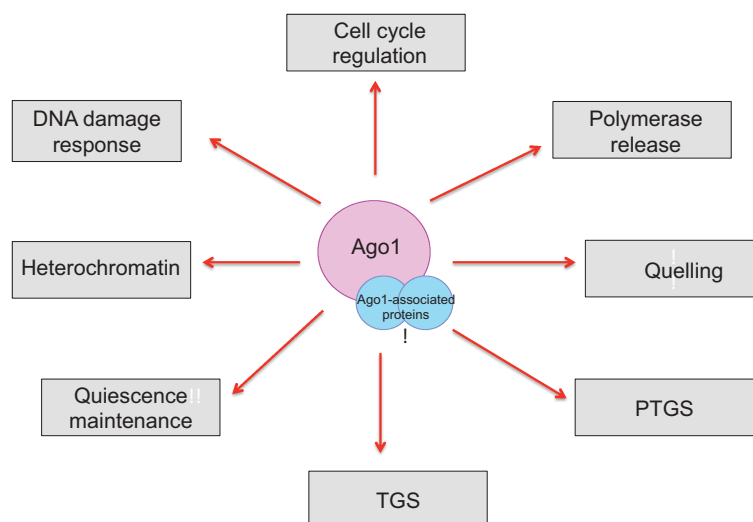 Cell cycle
regulation
DNA damage
response
Polymerase
release
Ago1
Heterochromatin
Quelling
Ago1-associated
proteins
!
Quiescence!!
maintenance
PTGS
TGS